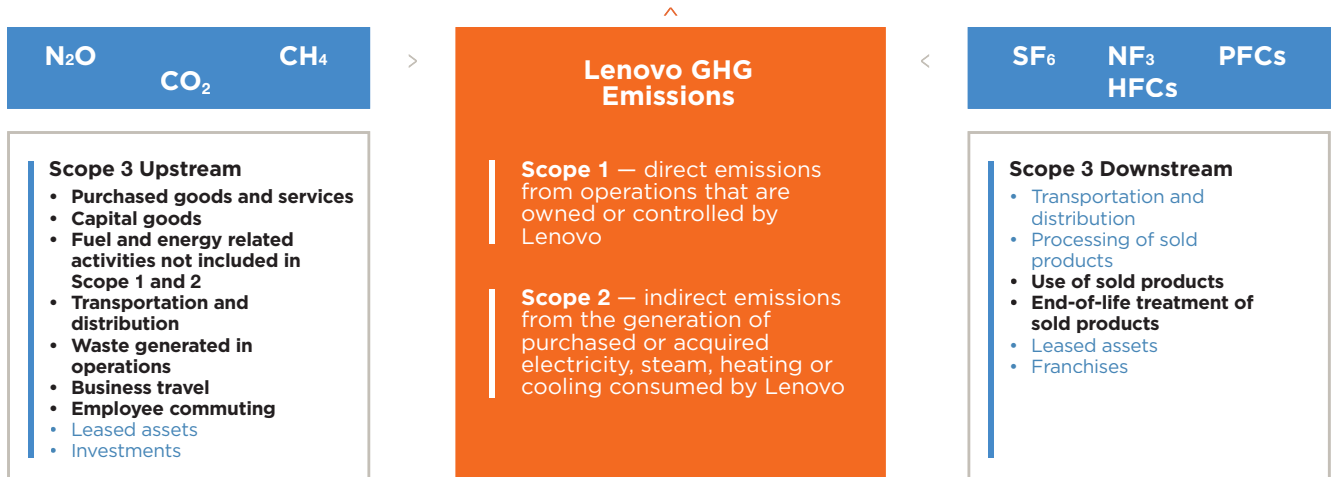 N₂O CH₄
CO₂
Scope 3 Upstream
• Purchased goods and services
• Capital goods
• Fuel and energy related
activities not included in
Scope 1 and 2
• Transportation and
distribution
• Waste generated in
operations
• Business travel
• Employee commuting
• Leased assets
• Investments
Lenovo GHG
Emissions
Scope 1 — direct emissions
from operations that are
owned or controlled by
Lenovo
Scope 2 — indirect emissions
from the generation of
purchased or acquired
electricity, steam, heating or
cooling consumed by Lenovo
SF₆ NF₃ PFCs
HFCs
Scope 3 Downstream
• Transportation and
distribution
• Processing of sold
products
• Use of sold products
• End-of-life treatment of
sold products
• Leased assets
• Franchises